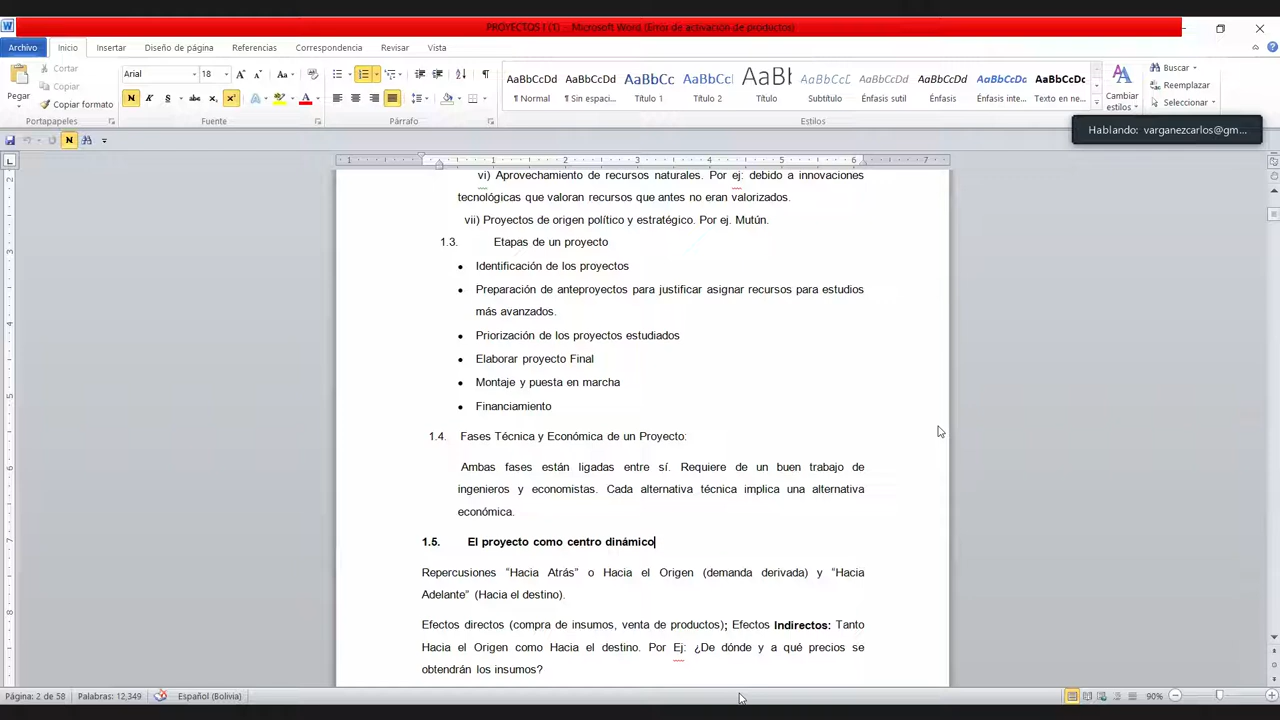 PROYECTOS I (1) - Microsoft Word (Error de activación de productos)
Archivo Inicio Insertar Diseño de página Referencias Correspondencia Revisar Vista
Cortar
Copiar
Copiar formato
Pegar
Portapapeles
Arial 18
Fuente
Párrafo
AaBbCcDd AaBbCcDd AaBbCc AaBbCc AaBb AaBbCcD AaBbCcDd AaBbCcDd AaBbCcDd AaBbCcDd
¶ Normal ¶ Sin espaci... Título 1 Título 2 Título Subtítulo Énfasis sutil Énfasis Énfasis inte... Texto en ne...
Estilos
Cambiar estilos
Buscar
Reemplazar
Seleccionar
Hablando: varganezcarlos@gm...
vi) Aprovechamiento de recursos naturales. Por ej: debido a innovaciones
tecnológicas que valoran recursos que antes no eran valorizados.
vii) Proyectos de origen político y estratégico. Por ej. Mutún.
1.3. Etapas de un proyecto
• Identificación de los proyectos
• Preparación de anteproyectos para justificar asignar recursos para estudios
más avanzados.
• Priorización de los proyectos estudiados
• Elaborar proyecto Final
• Montaje y puesta en marcha
• Financiamiento
1.4. Fases Técnica y Económica de un Proyecto:
Ambas fases están ligadas entre sí. Requiere de un buen trabajo de
ingenieros y economistas. Cada alternativa técnica implica una alternativa
económica.
1.5. El proyecto como centro dinámico
Repercusiones “Hacia Atrás” o Hacia el Origen (demanda derivada) y “Hacia
Adelante” (Hacia el destino).
Efectos directos (compra de insumos, venta de productos); Efectos Indirectos: Tanto
Hacia el Origen como Hacia el destino. Por Ej: ¿De dónde y a qué precios se
obtendrán los insumos?
Página: 2 de 58 Palabras: 12,349 Español (Bolivia) 90%